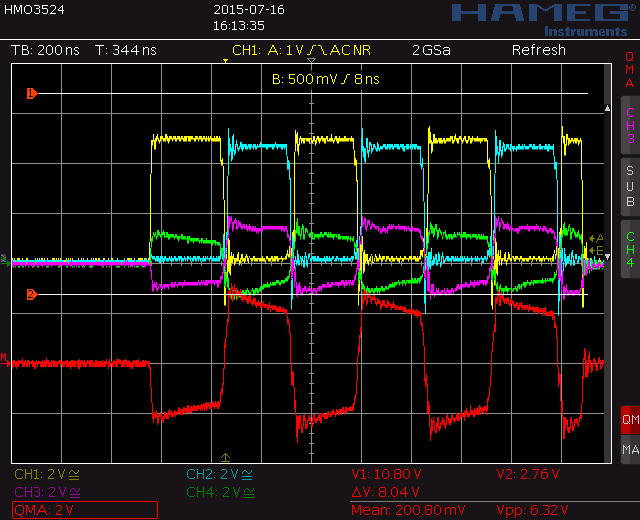 HMO3524
2015-07-16
16:13:35
HAMEG®
Instruments
TB: 200 ns T: 344 ns CH1: A: 1 V AC NR 2 GSa Refresh
B: 500 mV 8 ns
QMA
1
CH3
SUB
CH4
A
E
2
M
QM
MA
CH1: 2 V CH2: 2 V V1: 10.80 V V2: 2.76 V
CH3: 2 V CH4: 2 V ΔV: 8.04 V
QMA: 2 V Mean: 200.80 mV Vpp: 6.32 V